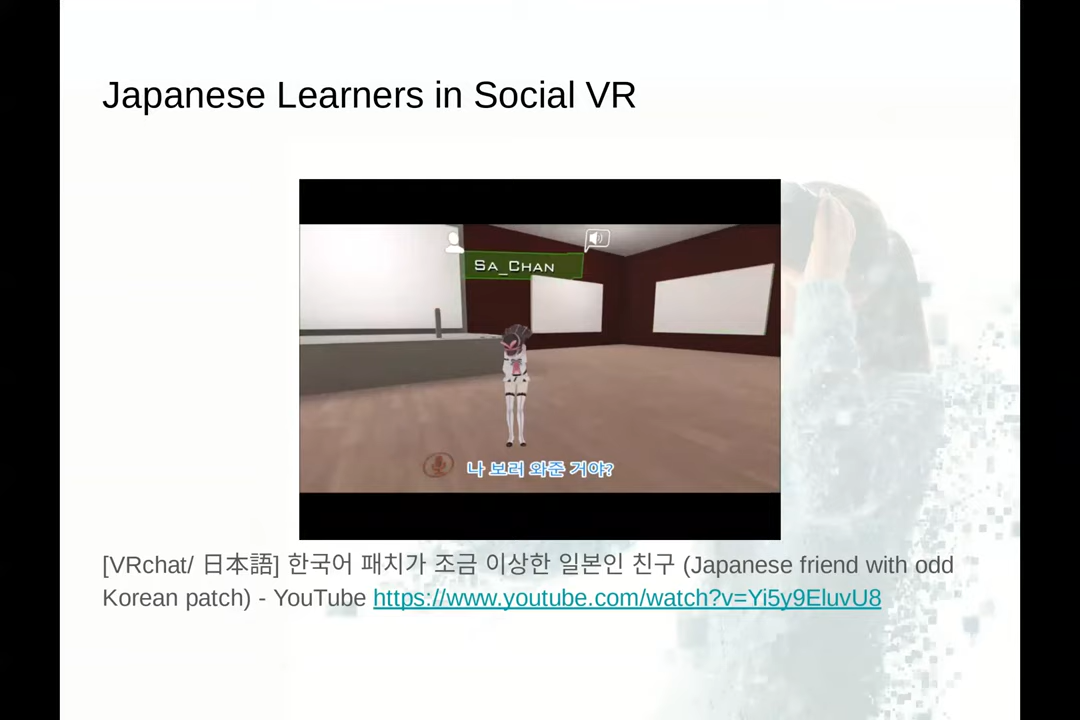 Japanese Learners in Social VR
Sa_Chan
나 보러 와준 거야?
[VRchat/ 日本語] 한국어 패치가 조금 이상한 일본인 친구 (Japanese friend with odd
Korean patch) - YouTube https://www.youtube.com/watch?v=Yi5y9EluvU8